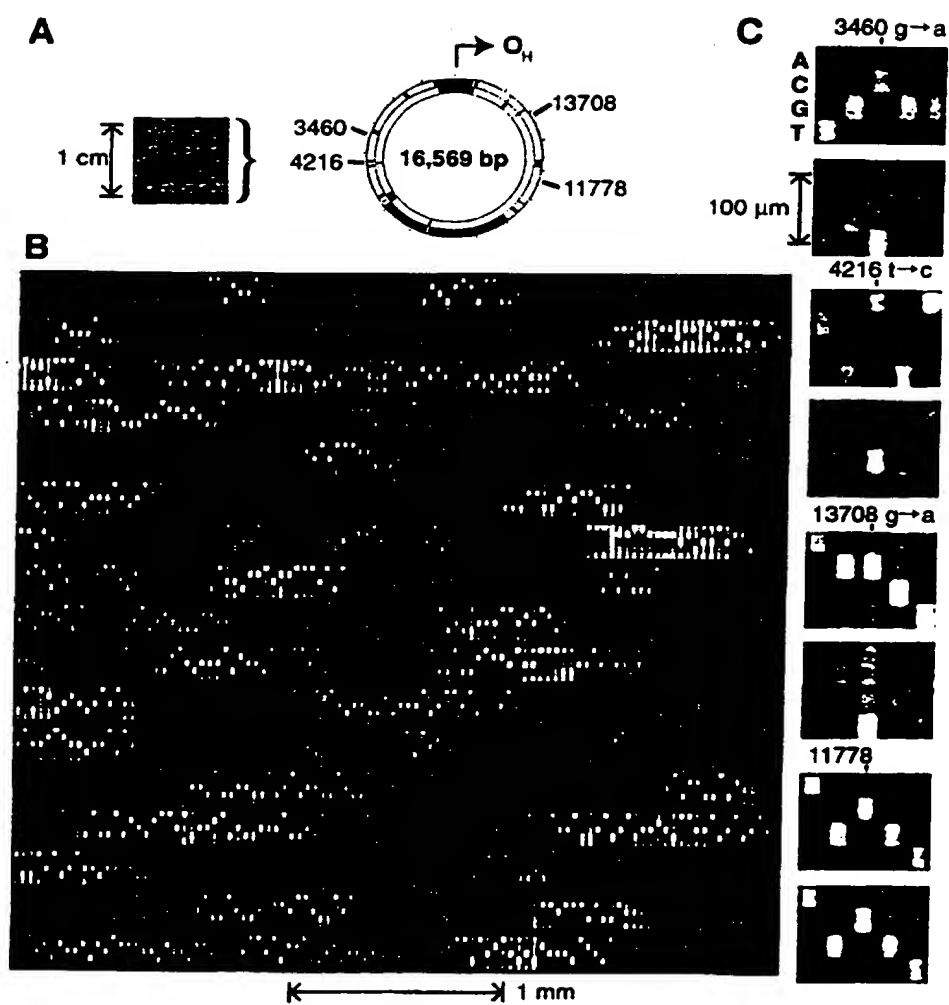 A
O_H
3460
4216
1 cm
16,569 bp
13708
11778
B
1 mm
C
3460 g→a
A
C
G
T
100 µm
4216 t→c
13708 g→a
11778